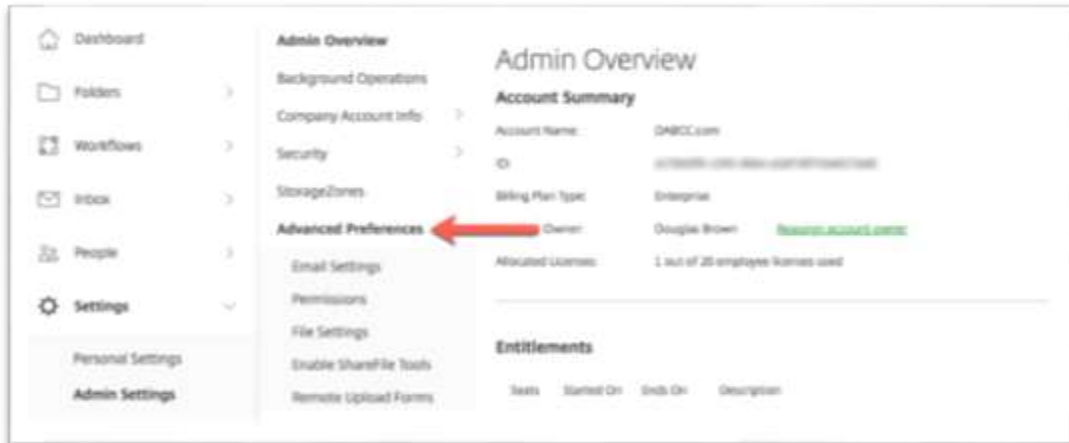 Dashboard
Folders
Workflows
Inbox
People
Settings
Personal Settings
Admin Settings
Admin Overview
Background Operations
Company Account Info
Security
StorageZones
Advanced Preferences
Email Settings
Permissions
File Settings
Enable ShareFile Tools
Remote Upload Forms
Admin Overview
Account Summary
Account Name: DABCC.com
ID:
Billing Plan Type: Enterprise
Owner: Douglas Brown Reassign account owner
Allocated Licenses: 1 out of 20 employee licenses used
Entitlements
Seats Started On Ends On Description